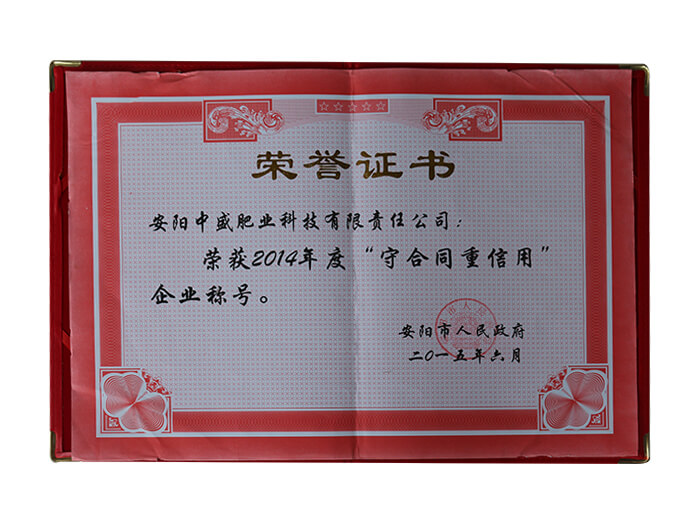 荣誉证书
安阳中盛肥业科技有限责任公司：
荣获2014年度“守合同重信用”
企业称号。
安阳市人民政府
二〇一五年六月